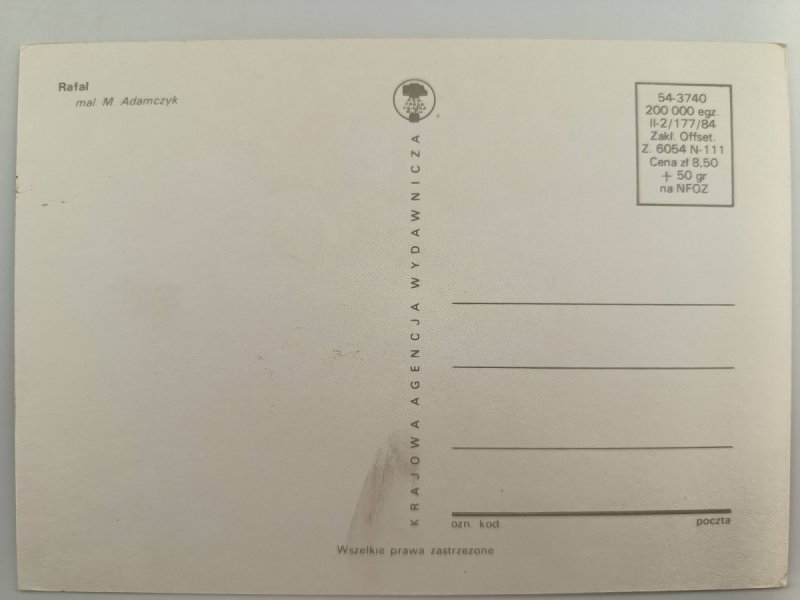 Rafał
mal. M. Adamczyk
KRAJOWA AGENCJA WYDAWNICZA
54-3740
200 000 egz.
II-2/177/84
Zakł. Offset.
Z. 6054 N-111
Cena zł 8,50
+ 50 gr
na NFOZ
ozn. kod.
poczta
Wszelkie prawa zastrzezone